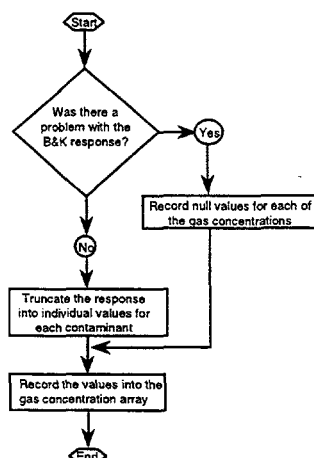 Start
Was there a
problem with the
B&K response?
Yes
Record null values for each of
the gas concentrations
No
Truncate the response
into individual values for
each contaminant
Record the values into the
gas concentration array
End